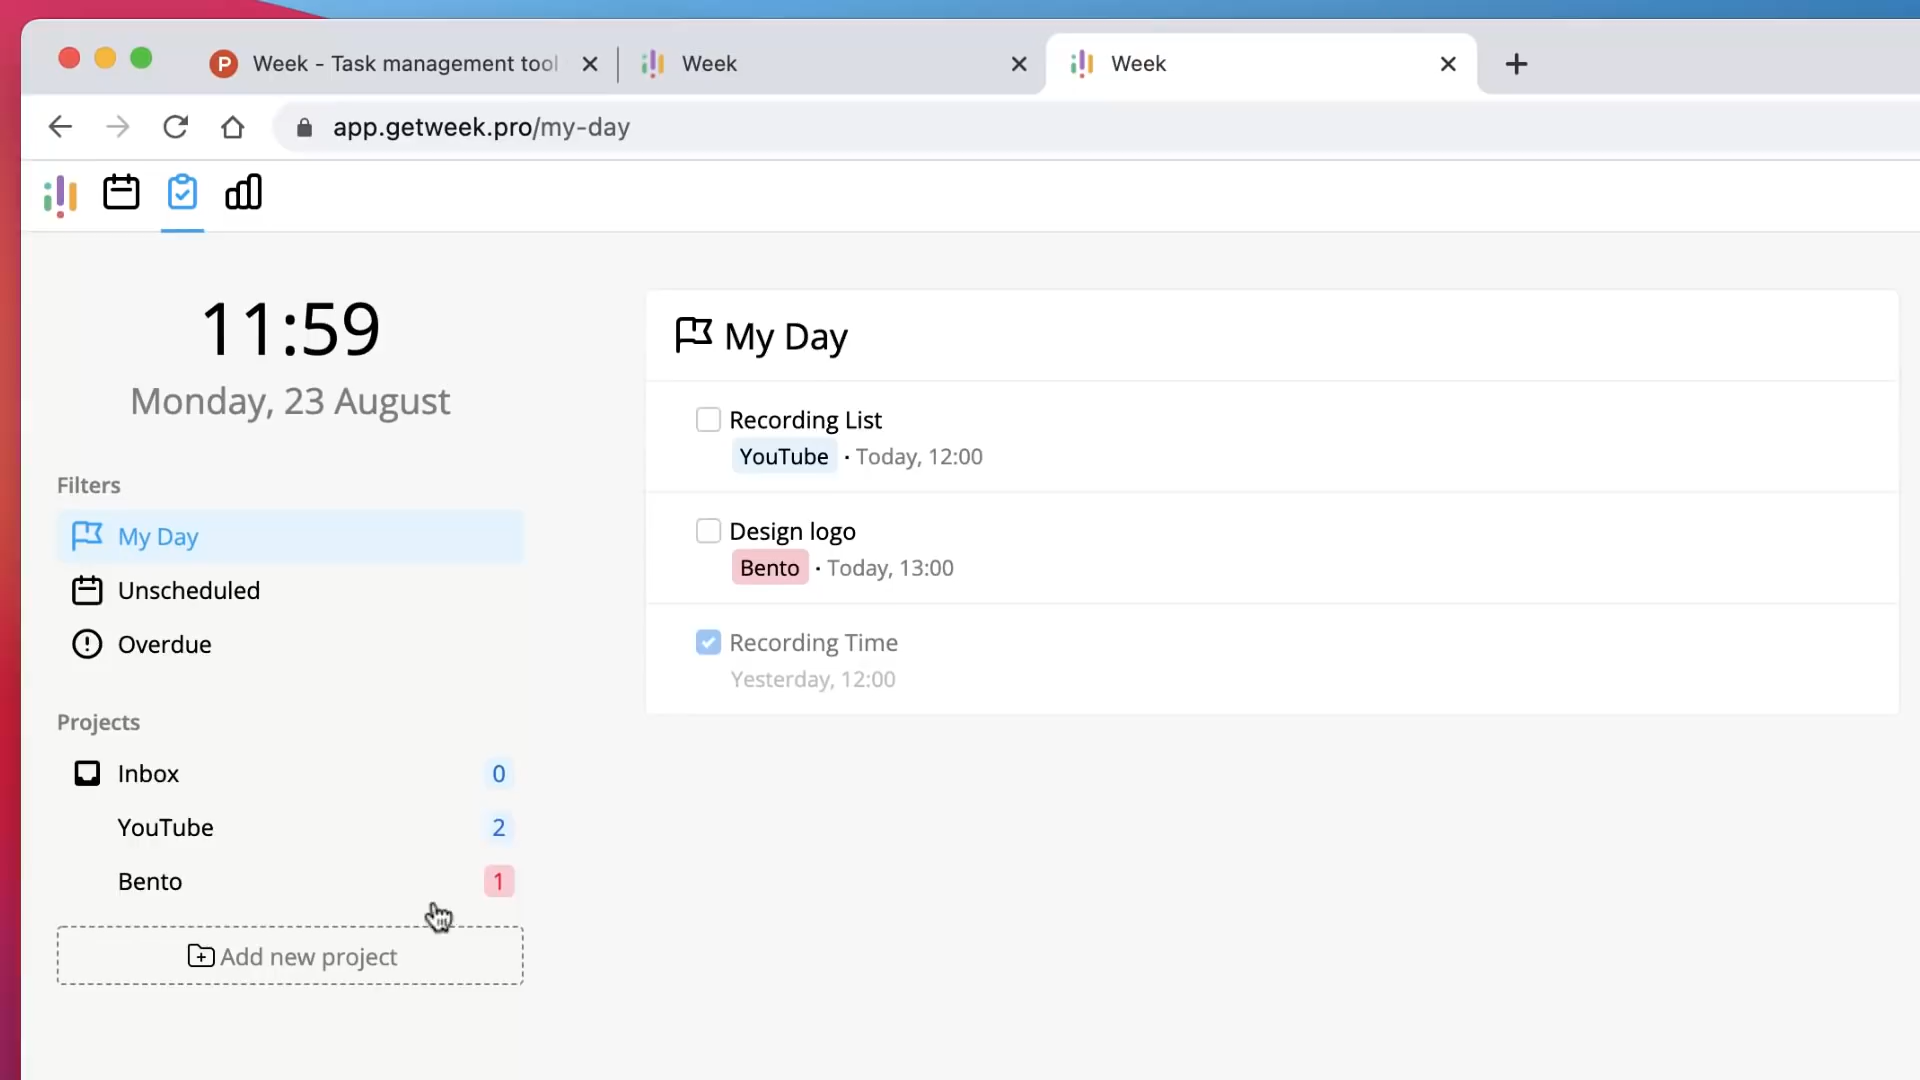 Week - Task management tool
Week
Week
app.getweek.pro/my-day
11:59
Monday, 23 August
Filters
My Day
Unscheduled
Overdue
Projects
Inbox 0
YouTube 2
Bento 1
Add new project
My Day
Recording List
YouTube · Today, 12:00
Design logo
Bento · Today, 13:00
Recording Time
Yesterday, 12:00